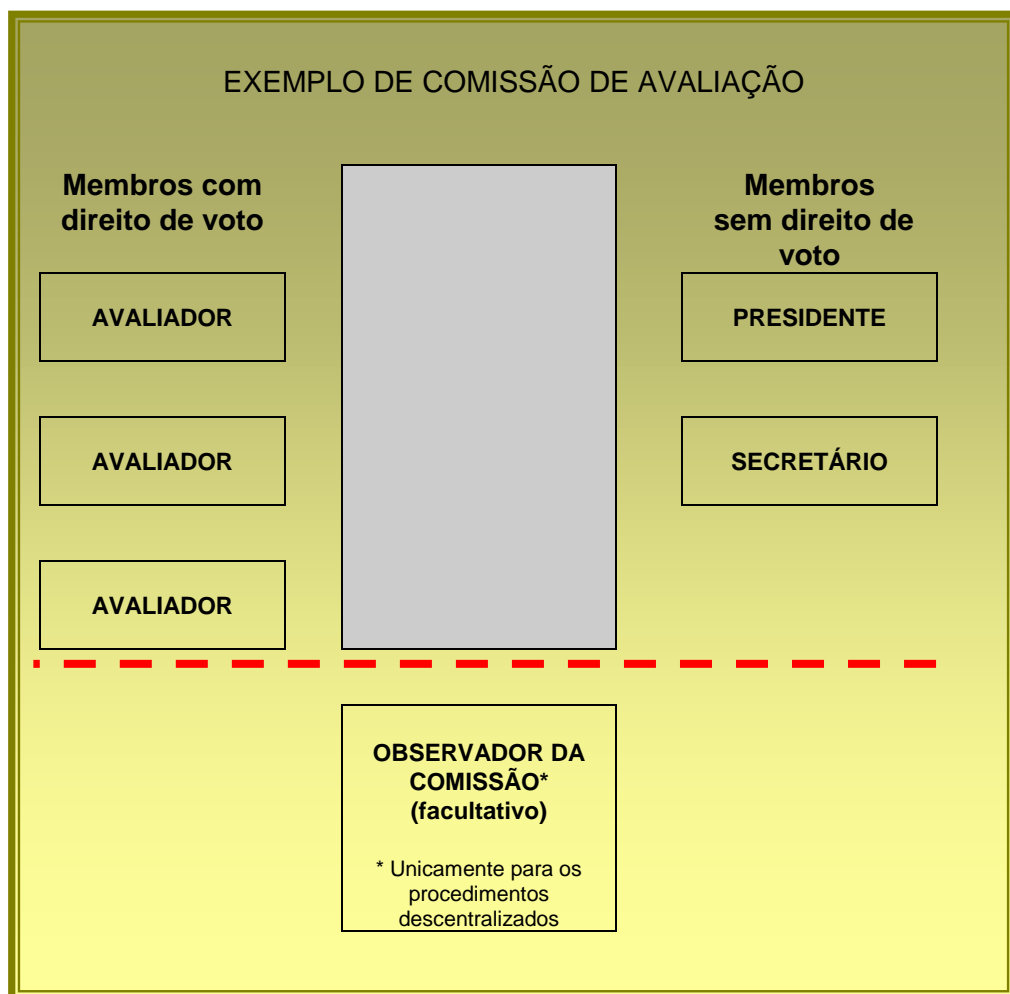 EXEMPLO DE COMISSÃO DE AVALIAÇÃO
Membros com
direito de voto
AVALIADOR
AVALIADOR
AVALIADOR
Membros
sem direito de
voto
PRESIDENTE
SECRETÁRIO
OBSERVADOR DA
COMISSÃO*
(facultativo)
* Unicamente para os
procedimentos
descentralizados